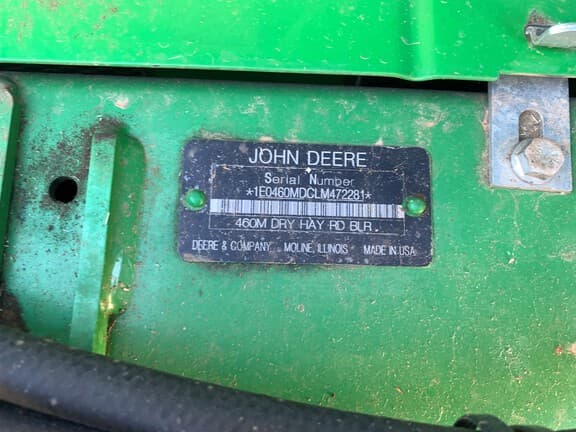 JOHN DEERE
Serial Number
*1E0460MDCLM472281*
460M DRY HAY RD BLR.
DEERE & COMPANY MOLINE, ILLINOIS MADE IN USA